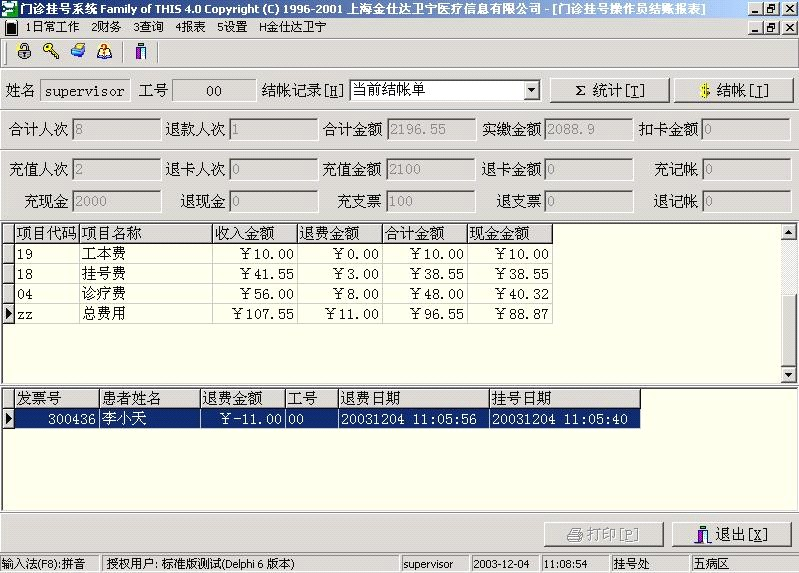 门诊挂号系统 Family of THIS 4.0 Copyright (C) 1996-2001 上海金仕达卫宁医疗信息有限公司 - [门诊挂号操作员结账报表]
1日常工作 2财务 3查询 4报表 5设置 H金仕达卫宁
姓名 supervisor 工号 00 结帐记录[H] 当前结帐单 Σ 统计[T] $ 结帐[J]
合计人次 8 退款人次 1 合计金额 2196.55 实缴金额 2088.9 扣卡金额 0
充值人次 2 退卡人次 0 充值金额 2100 退卡金额 0 充记帐 0
充现金 2000 退现金 0 充支票 100 退支票 0 退记帐 0
项目代码 项目名称 收入金额 退费金额 合计金额 现金金额
19 工本费 ￥10.00 ￥0.00 ￥10.00 ￥10.00
18 挂号费 ￥41.55 ￥3.00 ￥38.55 ￥38.55
04 诊疗费 ￥56.00 ￥8.00 ￥48.00 ￥40.32
zz 总费用 ￥107.55 ￥11.00 ￥96.55 ￥88.87
发票号 患者姓名 退费金额 工号 退费日期 挂号日期
300436 李小天 ￥-11.00 00 20031204 11:05:56 20031204 11:05:40
打印[P] 退出[X]
输入法(F8):拼音 授权用户: 标准版测试(Delphi 6 版本) supervisor 2003-12-04 11:08:54 挂号处 五病区